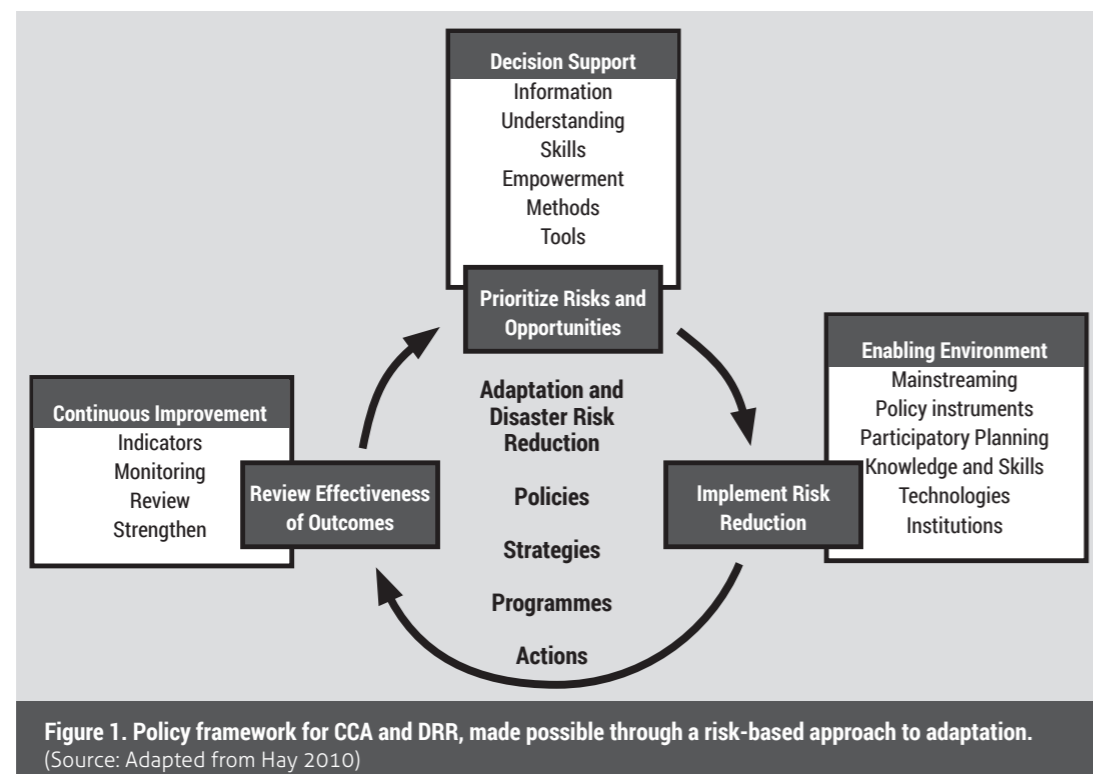 Decision Support
Information
Understanding
Skills
Empowerment
Methods
Tools
Prioritize Risks and
Opportunities
Enabling Environment
Mainstreaming
Policy instruments
Participatory Planning
Knowledge and Skills
Technologies
Institutions
Implement Risk
Reduction
Continuous Improvement
Indicators
Monitoring
Review
Strengthen
Review Effectiveness
of Outcomes
Adaptation and
Disaster Risk
Reduction
Policies
Strategies
Programmes
Actions
Figure 1. Policy framework for CCA and DRR, made possible through a risk-based approach to adaptation.
(Source: Adapted from Hay 2010)